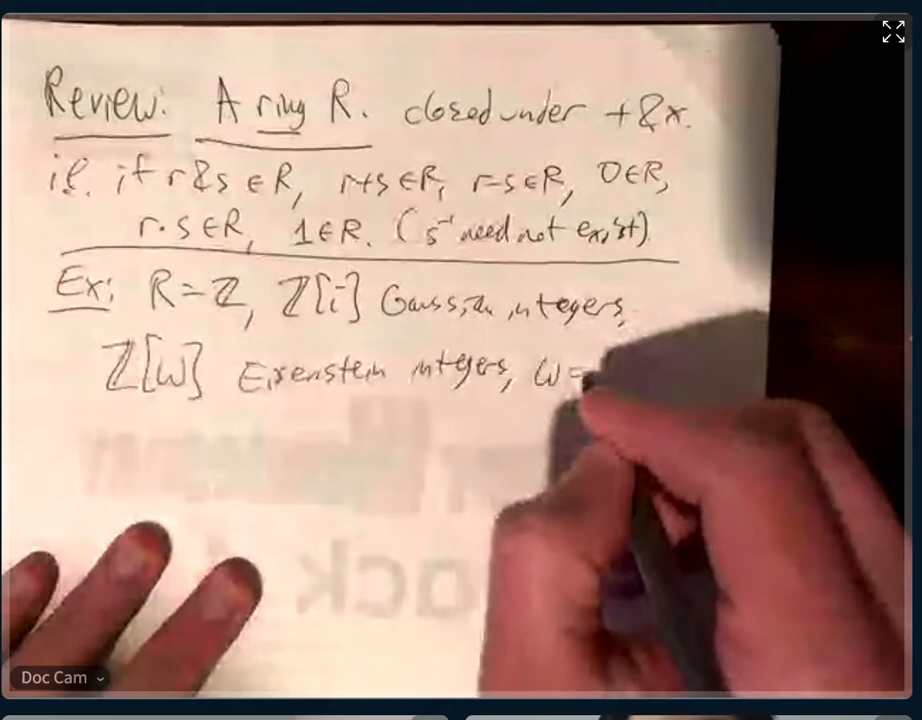 Review: A ring R. closed under + & x.
i.e. if r & s ∈ R, r+s ∈ R, r-s ∈ R, 0 ∈ R,
r·s ∈ R, 1 ∈ R. (s⁻¹ need not exist)
Ex: R = ℤ, ℤ[i] Gaussian integers,
ℤ[ω] Eisenstein integers, ω =
Doc Cam